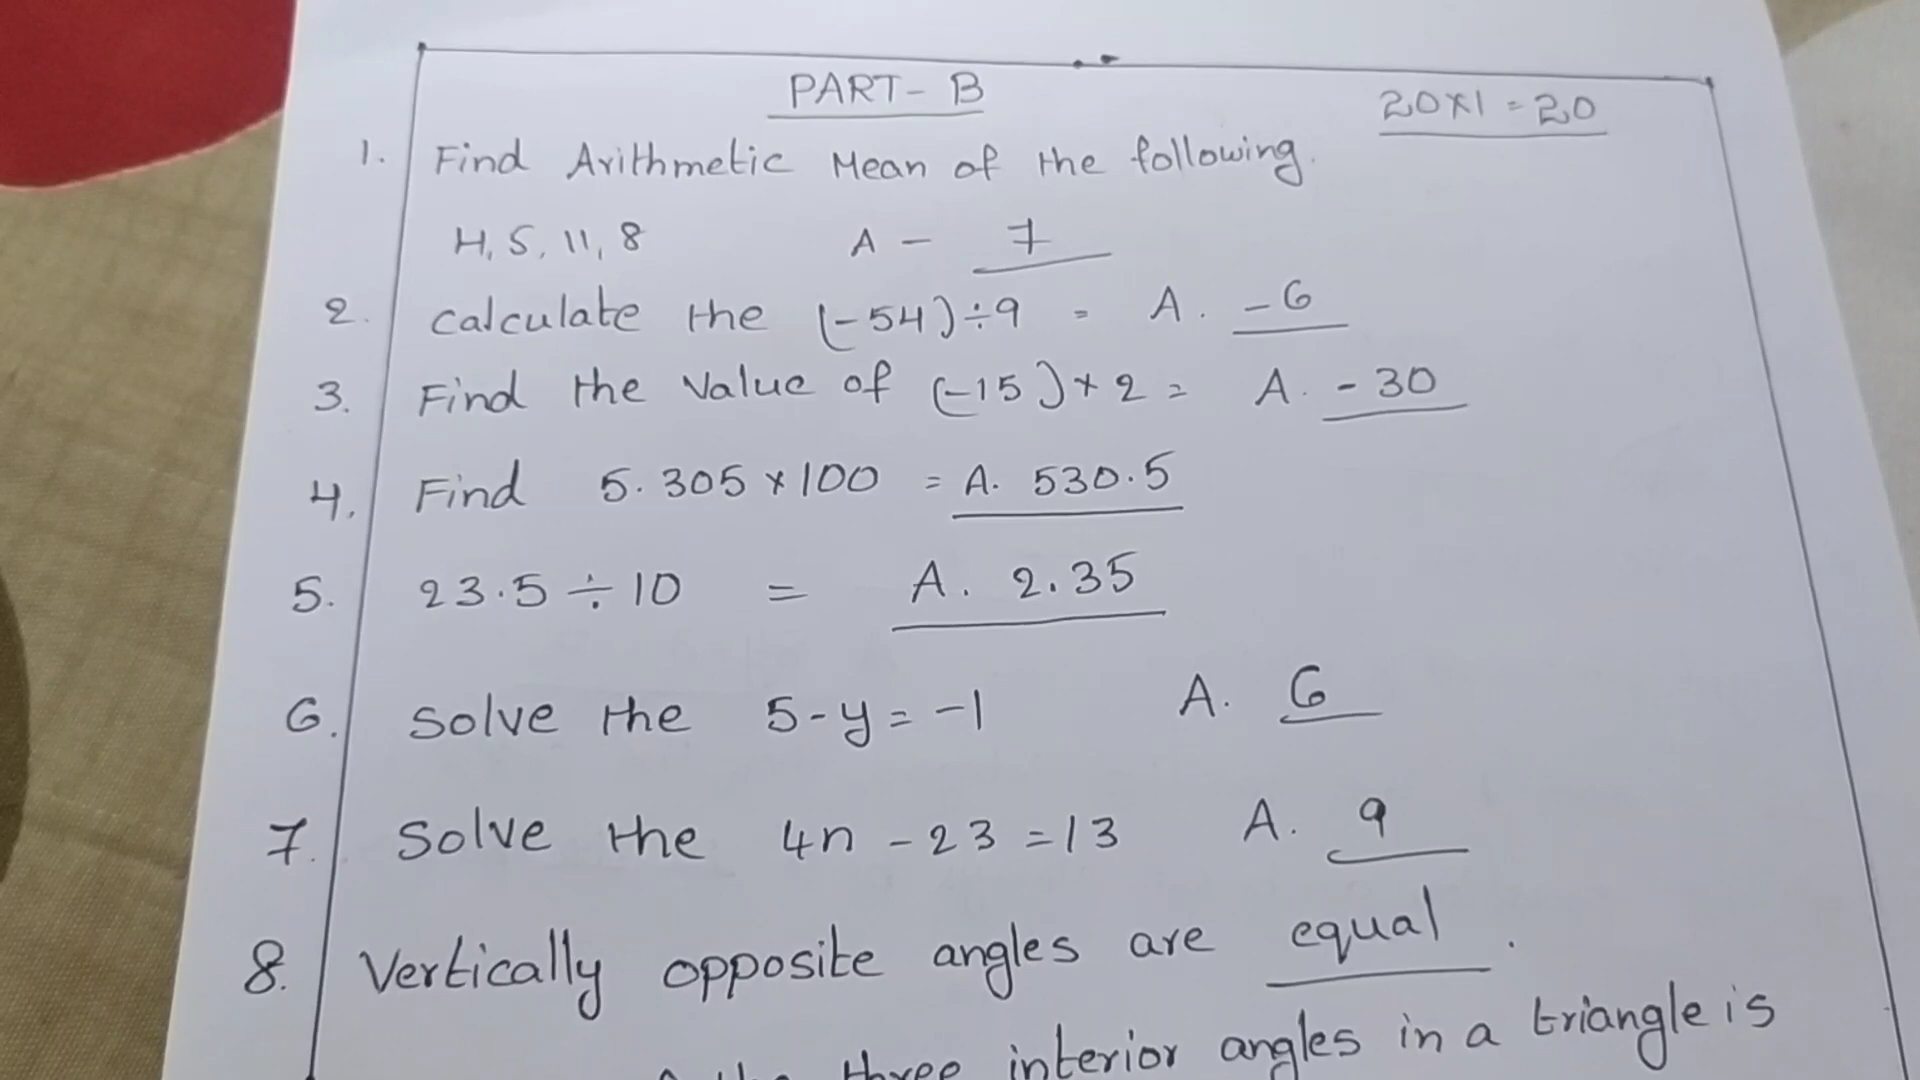 PART - B
20×1 = 20
1. Find Arithmetic Mean of the following.
4, 5, 11, 8 A - 7
2. calculate the (-54) ÷ 9 = A. -6
3. Find the Value of (-15) × 2 = A. -30
4. Find 5.305 × 100 = A. 530.5
5. 23.5 ÷ 10 = A. 2.35
6. Solve the 5-y = -1 A. 6
7. Solve the 4n - 23 = 13 A. 9
8. Vertically opposite angles are equal.
three interior angles in a triangle is